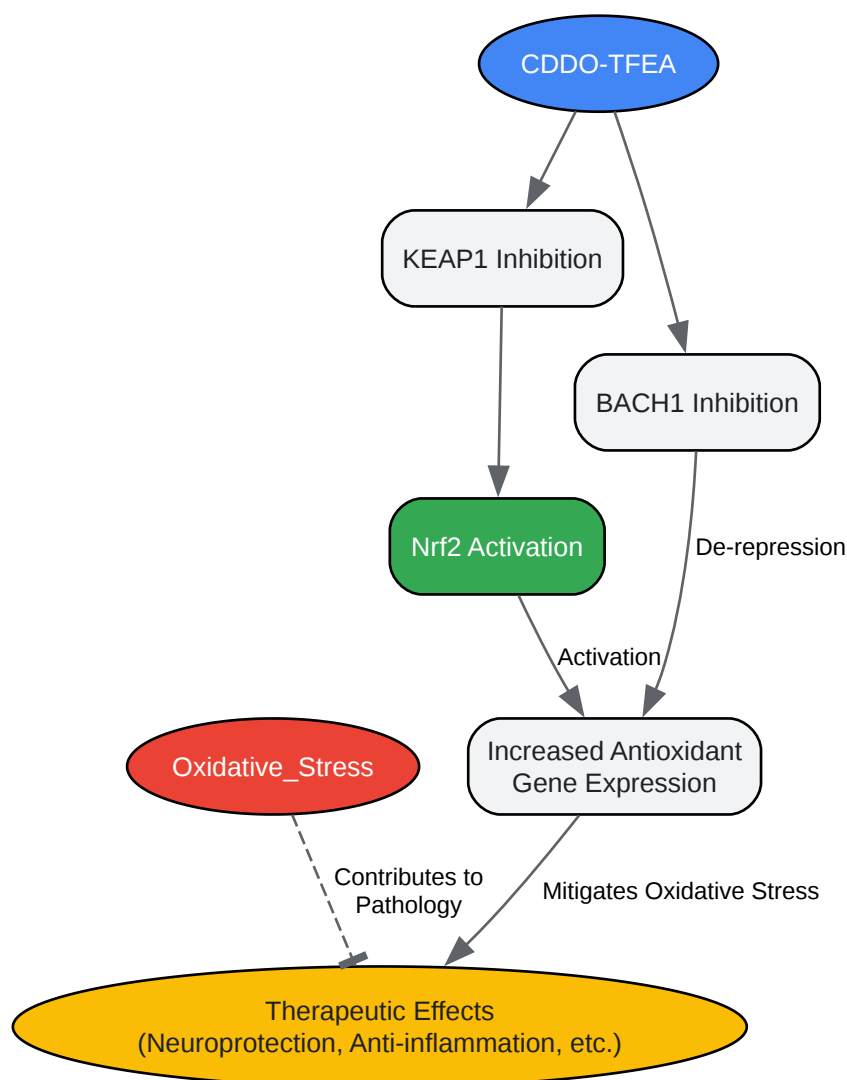 CDDO-TFEA
KEAP1 Inhibition
BACH1 Inhibition
Nrf2 Activation
De-repression
Activation
Increased Antioxidant
Gene Expression
Oxidative_Stress
Contributes to
Pathology
Mitigates Oxidative Stress
Therapeutic Effects
(Neuroprotection, Anti-inflammation, etc.)